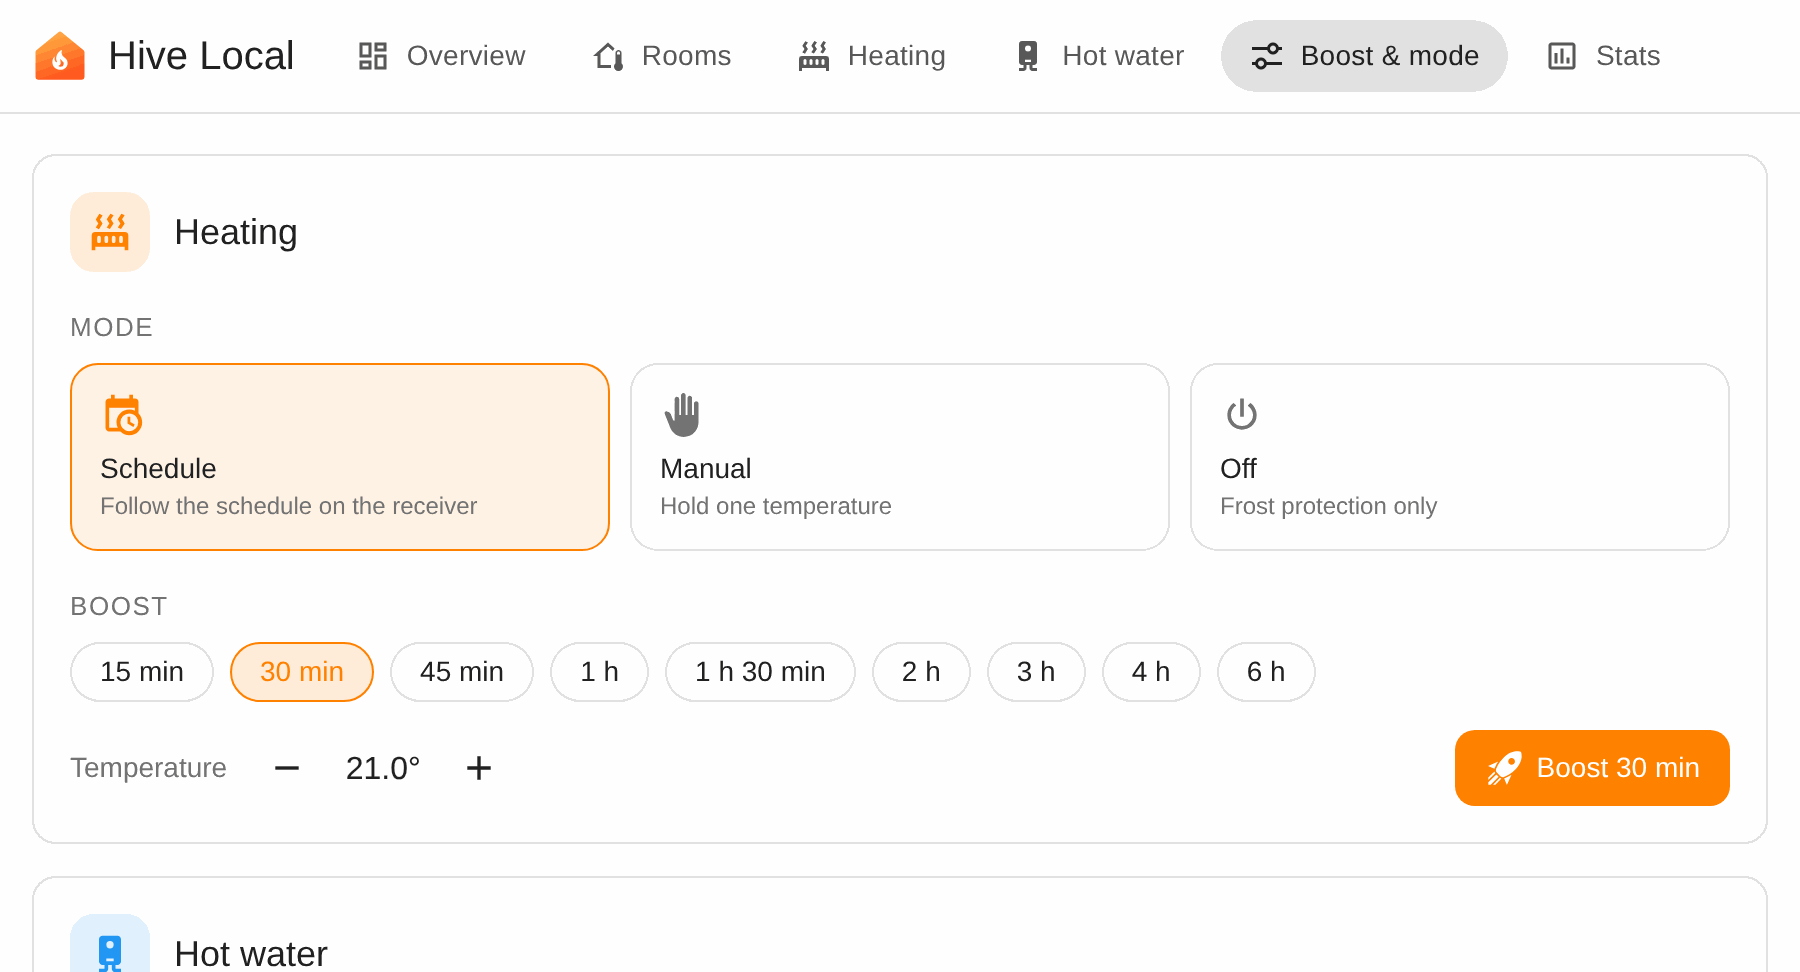 Hive Local
Overview
Rooms
Heating
Hot water
Boost & mode
Stats
Heating
MODE
Schedule
Follow the schedule on the receiver
Manual
Hold one temperature
Off
Frost protection only
BOOST
15 min
30 min
45 min
1 h
1 h 30 min
2 h
3 h
4 h
6 h
Temperature
21.0°
Boost 30 min
Hot water